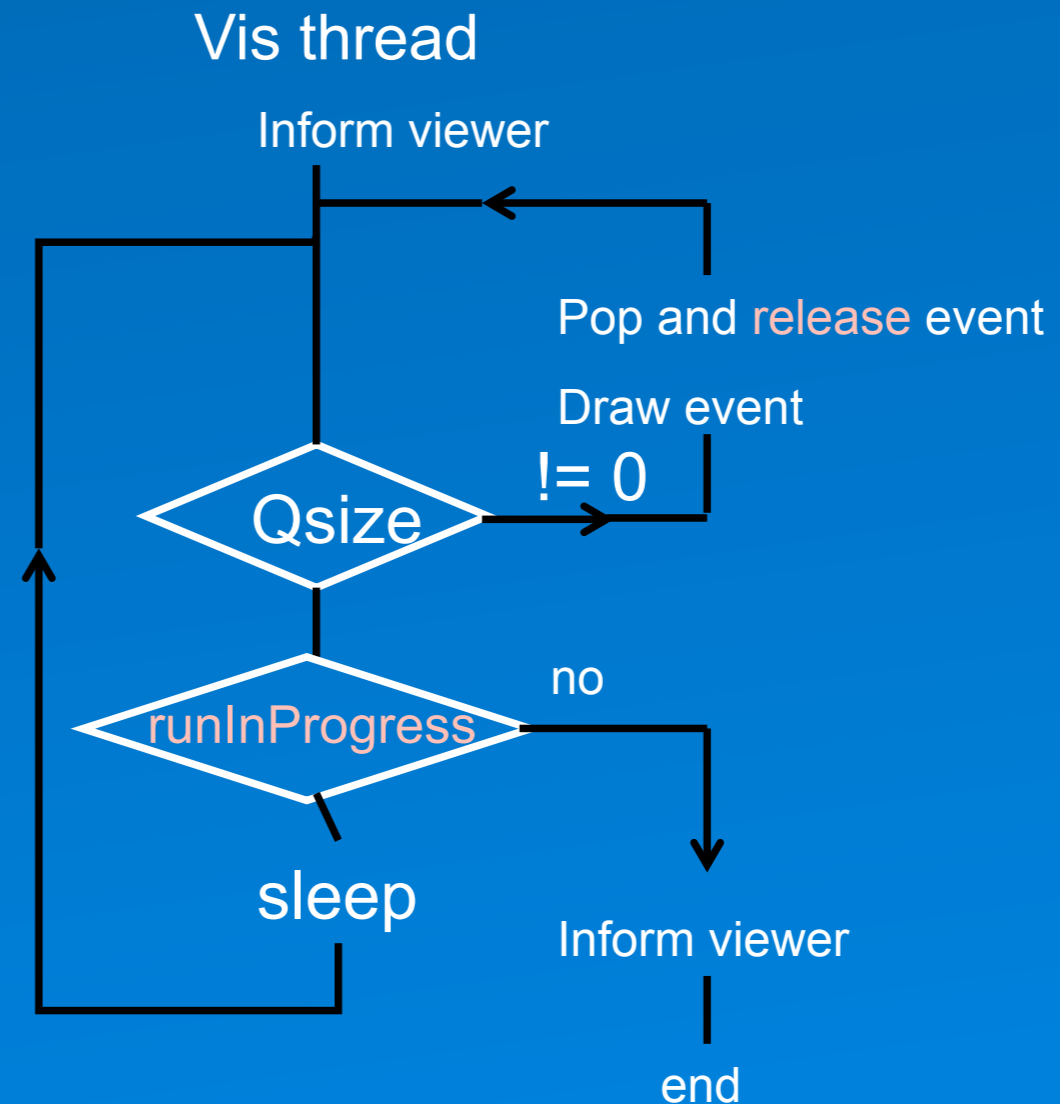 Vis thread
Inform viewer
Pop and release event
Draw event
!= 0
Qsize
no
runInProgress
sleep
Inform viewer
end